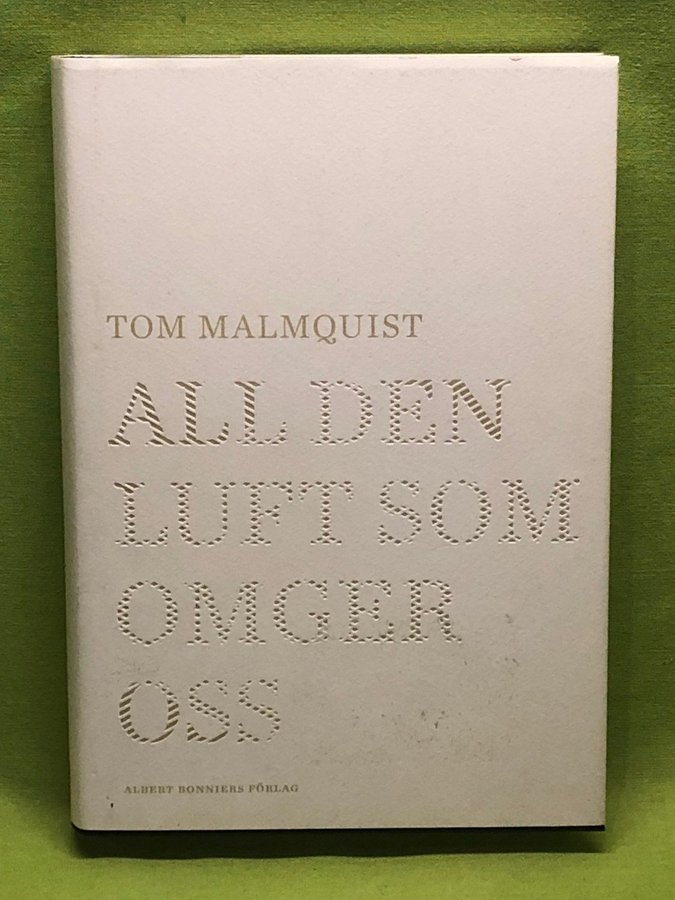 TOM MALMQUIST
ALL DEN
LUFT SOM
OMGER
OSS
ALBERT BONNIERS FÖRLAG